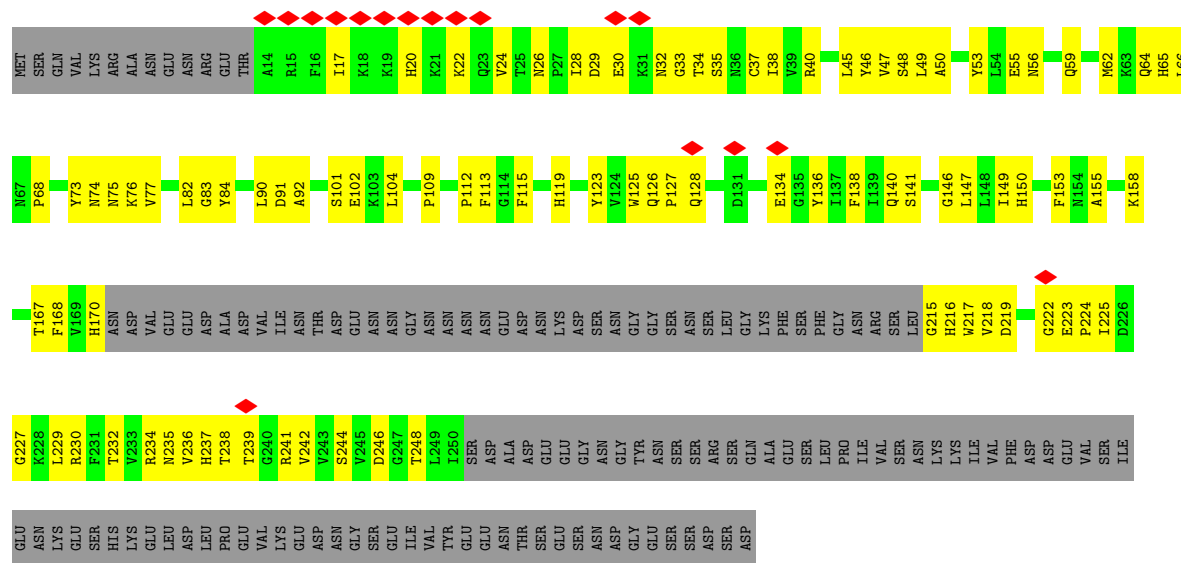 MET SER GLN VAL LYS ARG ALA ASN GLU ASN ARG GLU THR A14 R15 F16 I17 K18 K19 H20 K21 K22 Q23 V24 T25 N26 P27 I28 D29 E30 K31 N32 G33 T34 S35 N36 C37 I38 V39 R40 L45 Y46 V47 S48 L49 A50 Y53 L54 E55 N56 Q59 M62 K63 Q64 H65 L66
N67 P68 Y73 N74 N75 K76 V77 L82 G83 Y84 L90 D91 A92 S101 E102 K103 L104 P109 P112 F113 G114 F115 H119 Y123 V124 W125 Q126 P127 Q128 D131 E134 G135 Y136 I137 F138 I139 Q140 S141 G146 L147 L148 I149 H150 F153 N154 A155 K158
T167 F168 V169 H170 ASN ASP VAL GLU GLU ASP ALA ASP VAL ILE ASN THR ASP GLU ASN ASN GLY ASN ASN ASN ASN GLU ASP ASN LYS ASP SER ASN GLY GLY SER ASN SER LEU GLY LYS PHE SER PHE GLY ASN ARG SER LEU G215 H216 W217 V218 D219 G222 E223 P224 I225 D226
G227 K228 L229 R230 F231 T232 V233 R234 N235 V236 H237 T238 T239 G240 R241 V242 V243 S244 V245 D246 G247 T248 L249 I250 SER ASP ALA ASP GLU GLU GLY ASN GLY TYR ASN SER SER ARG SER GLN ALA GLU SER LEU PRO ILE VAL SER ASN LYS LYS ILE VAL PHE ASP ASP GLU VAL SER ILE
GLU ASN LYS GLU SER HIS LYS GLU LEU ASP LEU PRO GLU VAL LYS GLU ASP ASN GLY SER GLU ILE VAL TYR GLU GLU ASN THR SER GLU SER ASN ASP GLY GLU SER SER ASP SER ASP